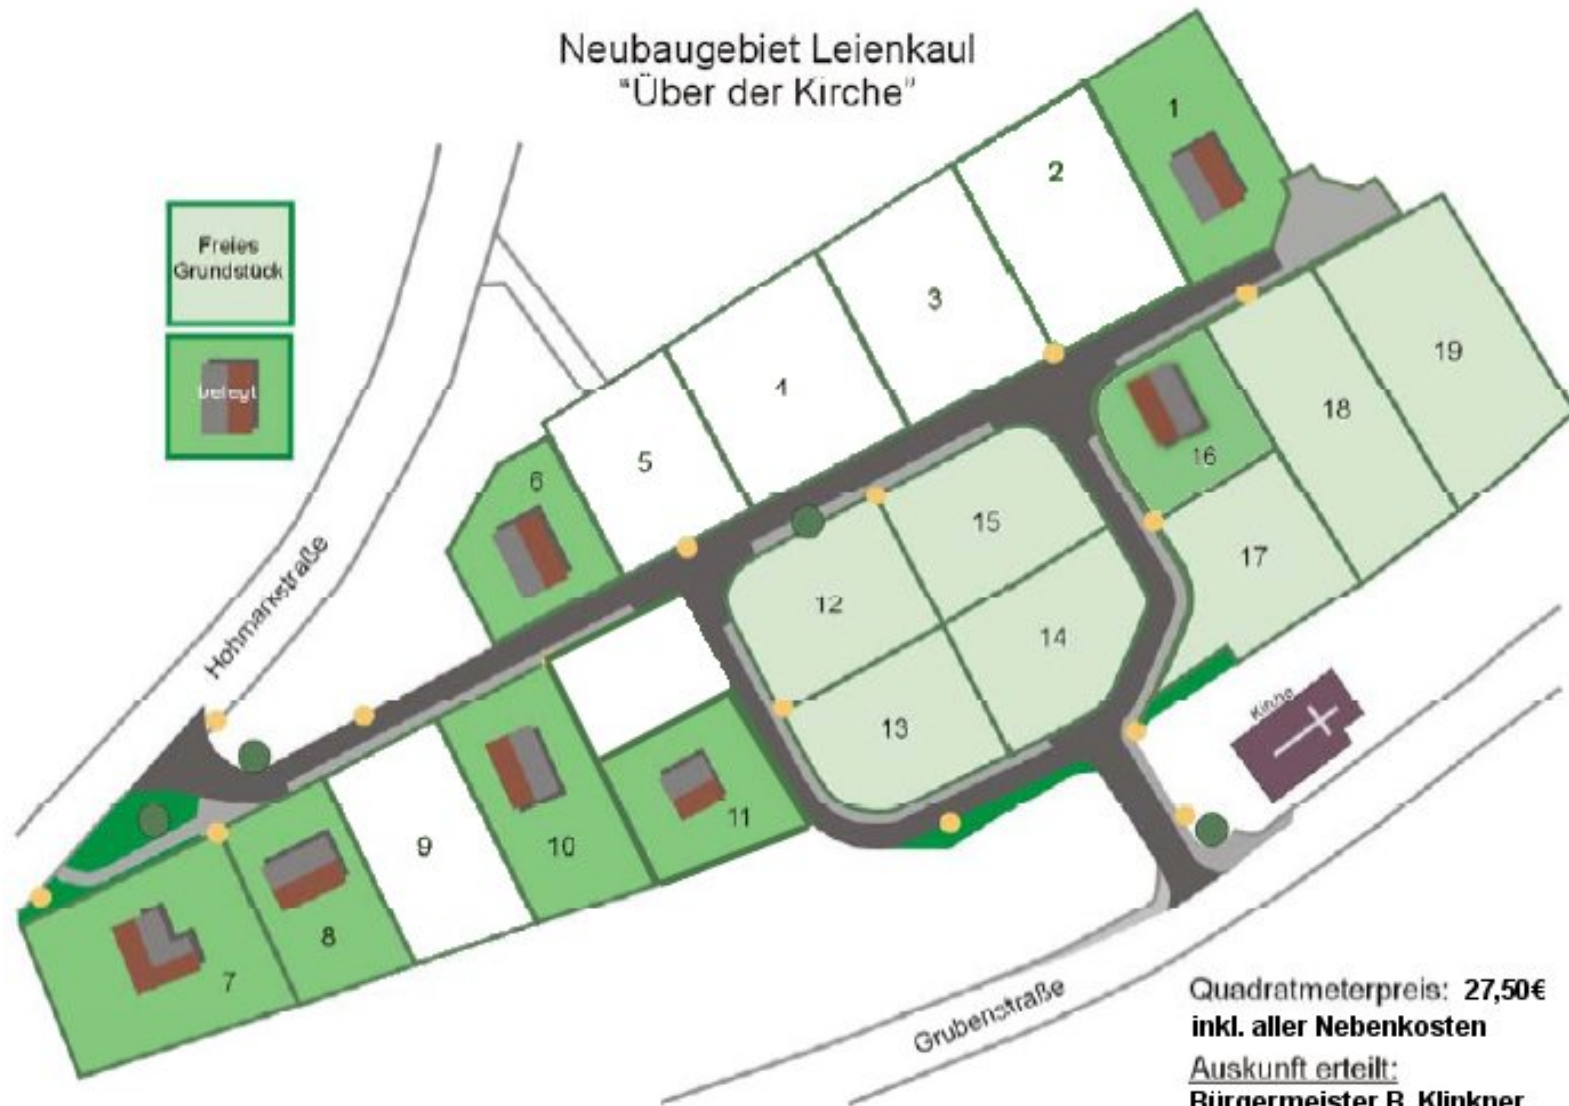 Neubaugebiet Leienkaul
"Über der Kirche"
Freies
Grundstück
belegt
Hohmarkstraße
1
2
3
4
5
6
7
8
9
10
11
12
13
14
15
16
17
18
19
Kirche
Grubenstraße
Quadratmeterpreis: 27,50€
inkl. aller Nebenkosten
Auskunft erteilt:
Bürgermeister R. Klinkner